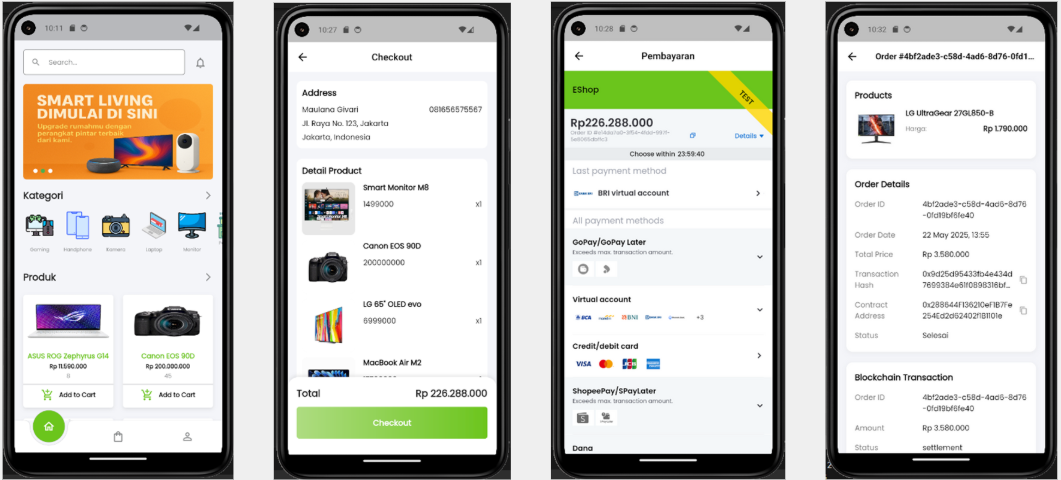 10:11
Search...
SMART LIVING
DIMULAI DI SINI
Upgrade rumahmu dengan
perangkat pintar terbaik
dari kami.
Kategori
Gaming Handphone Kamera Laptop Monitor
Produk
ASUS ROG Zephyrus G14
Rp 11.590.000
6
Add to Cart
Canon EOS 90D
Rp 200.000.000
45
Add to Cart
10:27
Checkout
Address
Maulana Givari 081656575567
Jl. Raya No. 123, Jakarta
Jakarta, Indonesia
Detail Product
Smart Monitor M8
1499000 x1
Canon EOS 90D
200000000 x1
LG 65" OLED evo
6999000 x1
MacBook Air M2
Total Rp 226.288.000
Checkout
10:28
Pembayaran
EShop
TEST
Rp226.288.000
Order ID
Details
Choose within 23:59:40
Last payment method
BRI virtual account
All payment methods
GoPay/GoPay Later
Exceeds max. transaction amount.
Virtual account
BCA BNI +3
Credit/debit card
VISA JCB
ShopeePay/SPayLater
Exceeds max. transaction amount.
Dana
10:32
Order #4bf2ade3-c58d-4ad6-8d76-0fd1...
Products
LG UltraGear 27GL850-B
Harga: Rp 1.790.000
Order Details
Order ID 4bf2ade3-c58d-4ad6-8d76
-0fd19bf6fe40
Order Date 22 May 2025, 13:55
Total Price Rp 3.580.000
Transaction Hash 0x9d25d95433fb4e434d
7699384e61f0898316bf...
Contract Address 0x288644F136210eF1B7Fe
254Ed2d62402f1B1101e
Status Selesai
Blockchain Transaction
Order ID 4bf2ade3-c58d-4ad6-8d76
-0fd19bf6fe40
Amount Rp 3.580.000
Status settlement